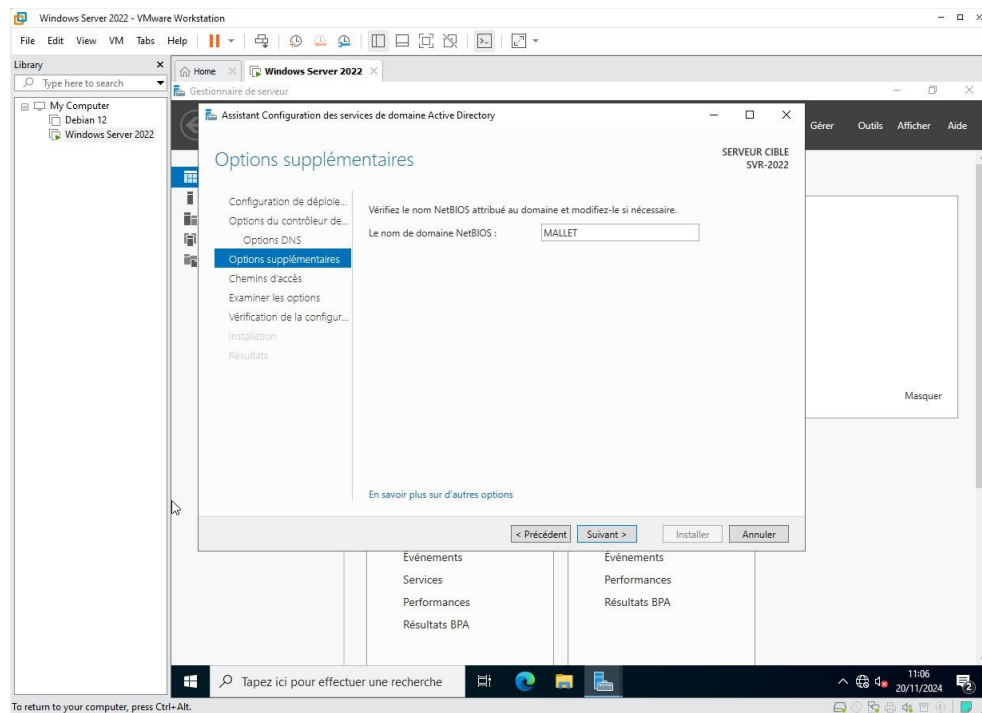 Windows Server 2022 - VMware Workstation
File Edit View VM Tabs Help
Library
Type here to search
My Computer
Debian 12
Windows Server 2022
Home
Windows Server 2022
Gestionnaire de serveur
Gérer Outils Afficher Aide
Assistant Configuration des services de domaine Active Directory
Options supplémentaires
SERVEUR CIBLE
SVR-2022
Configuration de déploie...
Options du contrôleur de...
Options DNS
Options supplémentaires
Chemins d'accès
Examiner les options
Vérification de la configur...
Installation
Résultats
Vérifiez le nom NetBIOS attribué au domaine et modifiez-le si nécessaire.
Le nom de domaine NetBIOS : MALLET
En savoir plus sur d'autres options
< Précédent Suivant > Installer Annuler
Masquer
Événements Événements
Services Performances
Performances Résultats BPA
Résultats BPA
Tapez ici pour effectuer une recherche
11:06
20/11/2024
2
To return to your computer, press Ctrl+Alt.